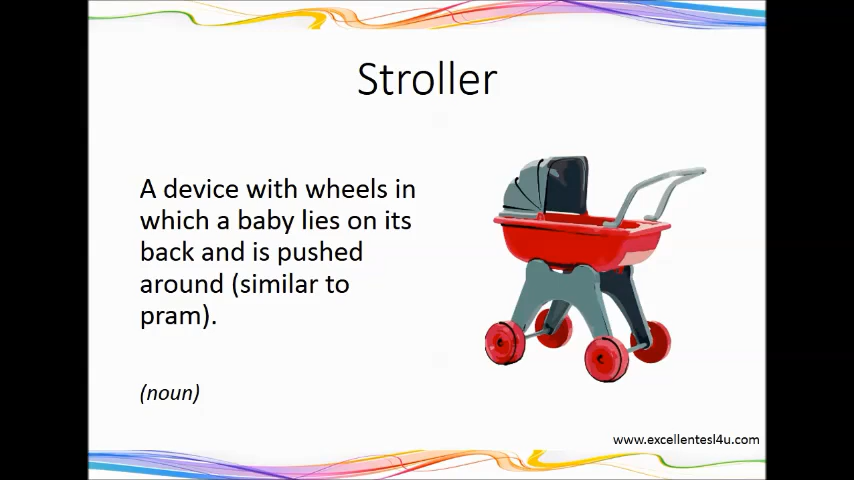 Stroller
A device with wheels in
which a baby lies on its
back and is pushed
around (similar to
pram).
(noun)
www.excellentesl4u.com